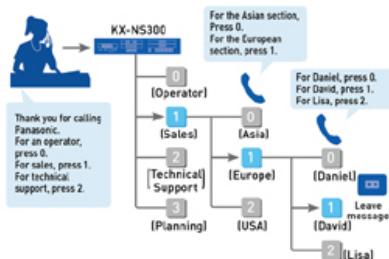 KX-NS300
For the Asian section,
Press 0.
For the European
section, press 1.
For Daniel, press 0.
For David, press 1.
For Lisa, press 2.
Thank you for calling
Panasonic.
For an operator,
press 0.
For sales, press 1.
For technical
support, press 2.
0
(Operator)
1
(Sales)
2
(Technical
Support)
3
(Planning)
0
(Asia)
1
(Europe)
2
(USA)
0
(Daniel)
1
(David)
2
(Lisa)
Leave
message